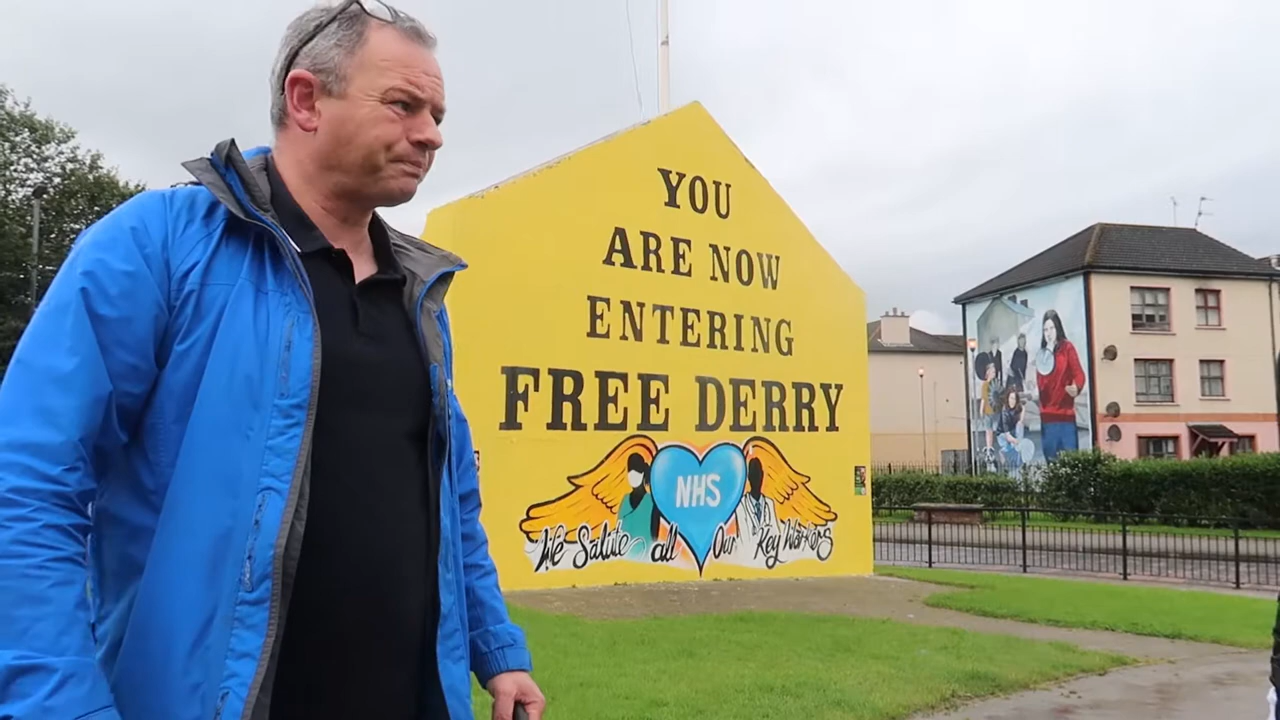 YOU
ARE NOW
ENTERING
FREE DERRY
NHS
We Salute all Our Key Workers